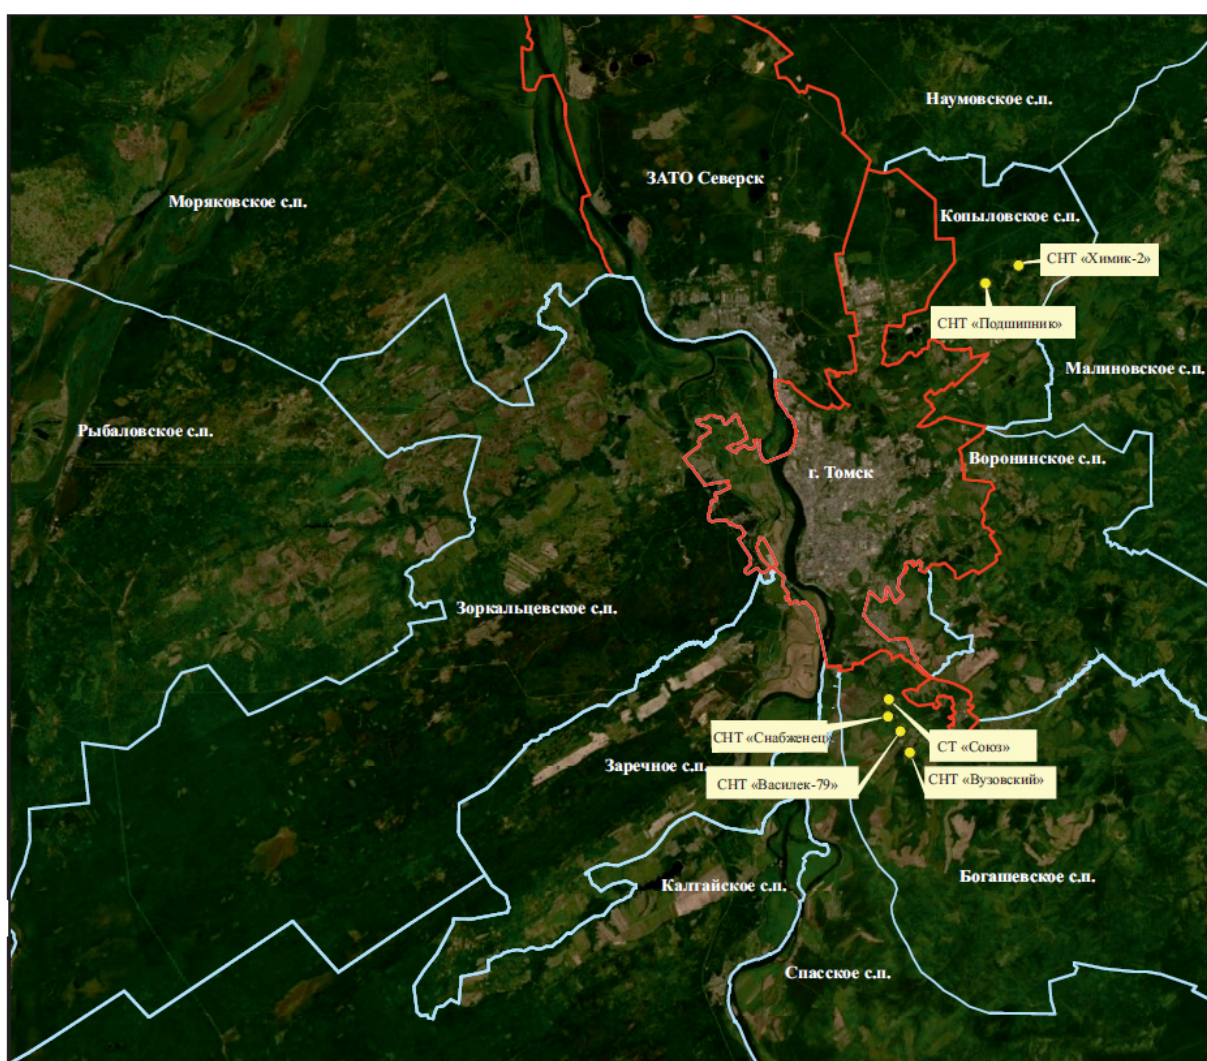 Наумовское с.п.
ЗАТО Северск
Моряковское с.п.
Копыловское с.п.
СНТ «Химик-2»
СНТ «Подшипник»
Малиновское с.п.
Рыбаловское с.п.
Воронинское с.п.
г. Томск
Зоркальцевское с.п.
СНТ «Снабженец»
СТ «Союз»
Заречное с.п.
СНТ «Василек-79»
СНТ «Вузовский»
Калтайское с.п.
Богашевское с.п.
Спасское с.п.